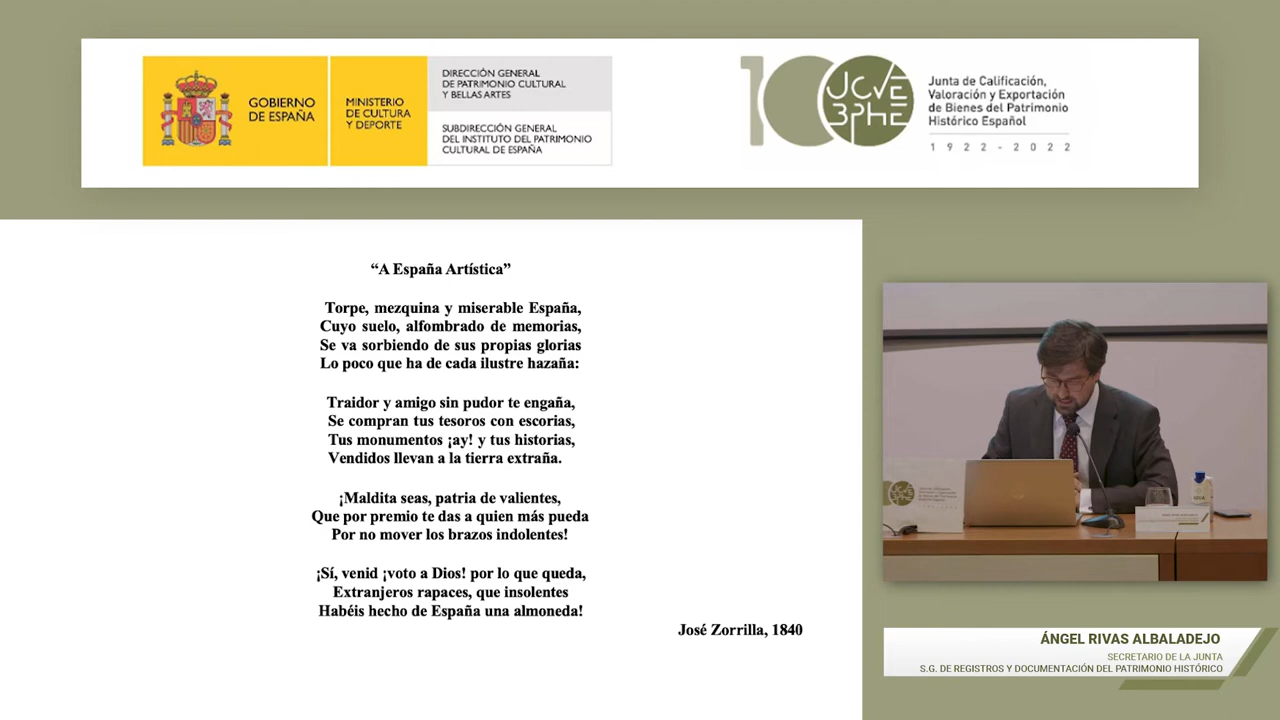 GOBIERNO
DE ESPAÑA
MINISTERIO
DE CULTURA
Y DEPORTE
DIRECCIÓN GENERAL
DE PATRIMONIO CULTURAL
Y BELLAS ARTES
SUBDIRECCIÓN GENERAL
DEL INSTITUTO DEL PATRIMONIO
CULTURAL DE ESPAÑA
100
JCVE
BPHE
Junta de Calificación,
Valoración y Exportación
de Bienes del Patrimonio
Histórico Español
1922-2022
“A España Artística”
Torpe, mezquina y miserable España,
Cuyo suelo, alfombrado de memorias,
Se va sorbiendo de sus propias glorias
Lo poco que ha de cada ilustre hazaña:
Traidor y amigo sin pudor te engaña,
Se compran tus tesoros con escorias,
Tus monumentos ¡ay! y tus historias,
Vendidos llevan a la tierra extraña.
¡Maldita seas, patria de valientes,
Que por premio te das a quien más pueda
Por no mover los brazos indolentes!
¡Sí, venid ¡voto a Dios! por lo que queda,
Extranjeros rapaces, que insolentes
Habéis hecho de España una almoneda!
José Zorrilla, 1840
ÁNGEL RIVAS ALBALADEJO
SECRETARIO DE LA JUNTA
S.G. DE REGISTROS Y DOCUMENTACIÓN DEL PATRIMONIO HISTÓRICO